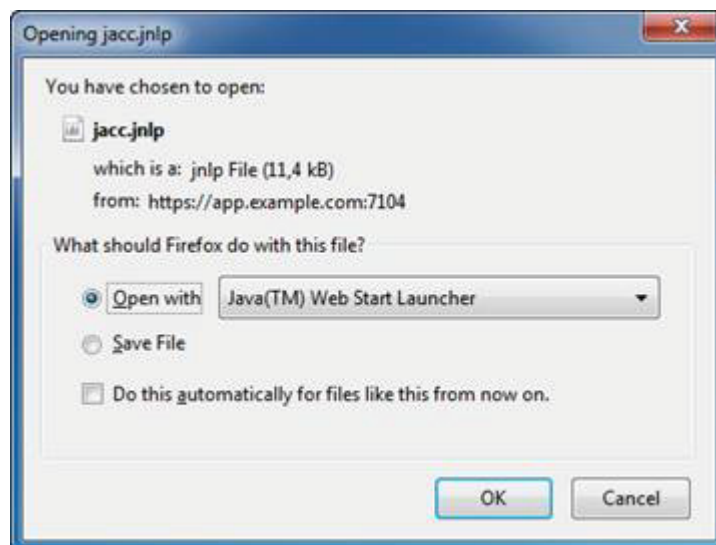 Opening jacc.jnlp
You have chosen to open:
jacc.jnlp
which is a: jnlp File (11,4 kB)
from: https://app.example.com:7104
What should Firefox do with this file?
Open with Java(TM) Web Start Launcher
Save File
Do this automatically for files like this from now on.
OK Cancel